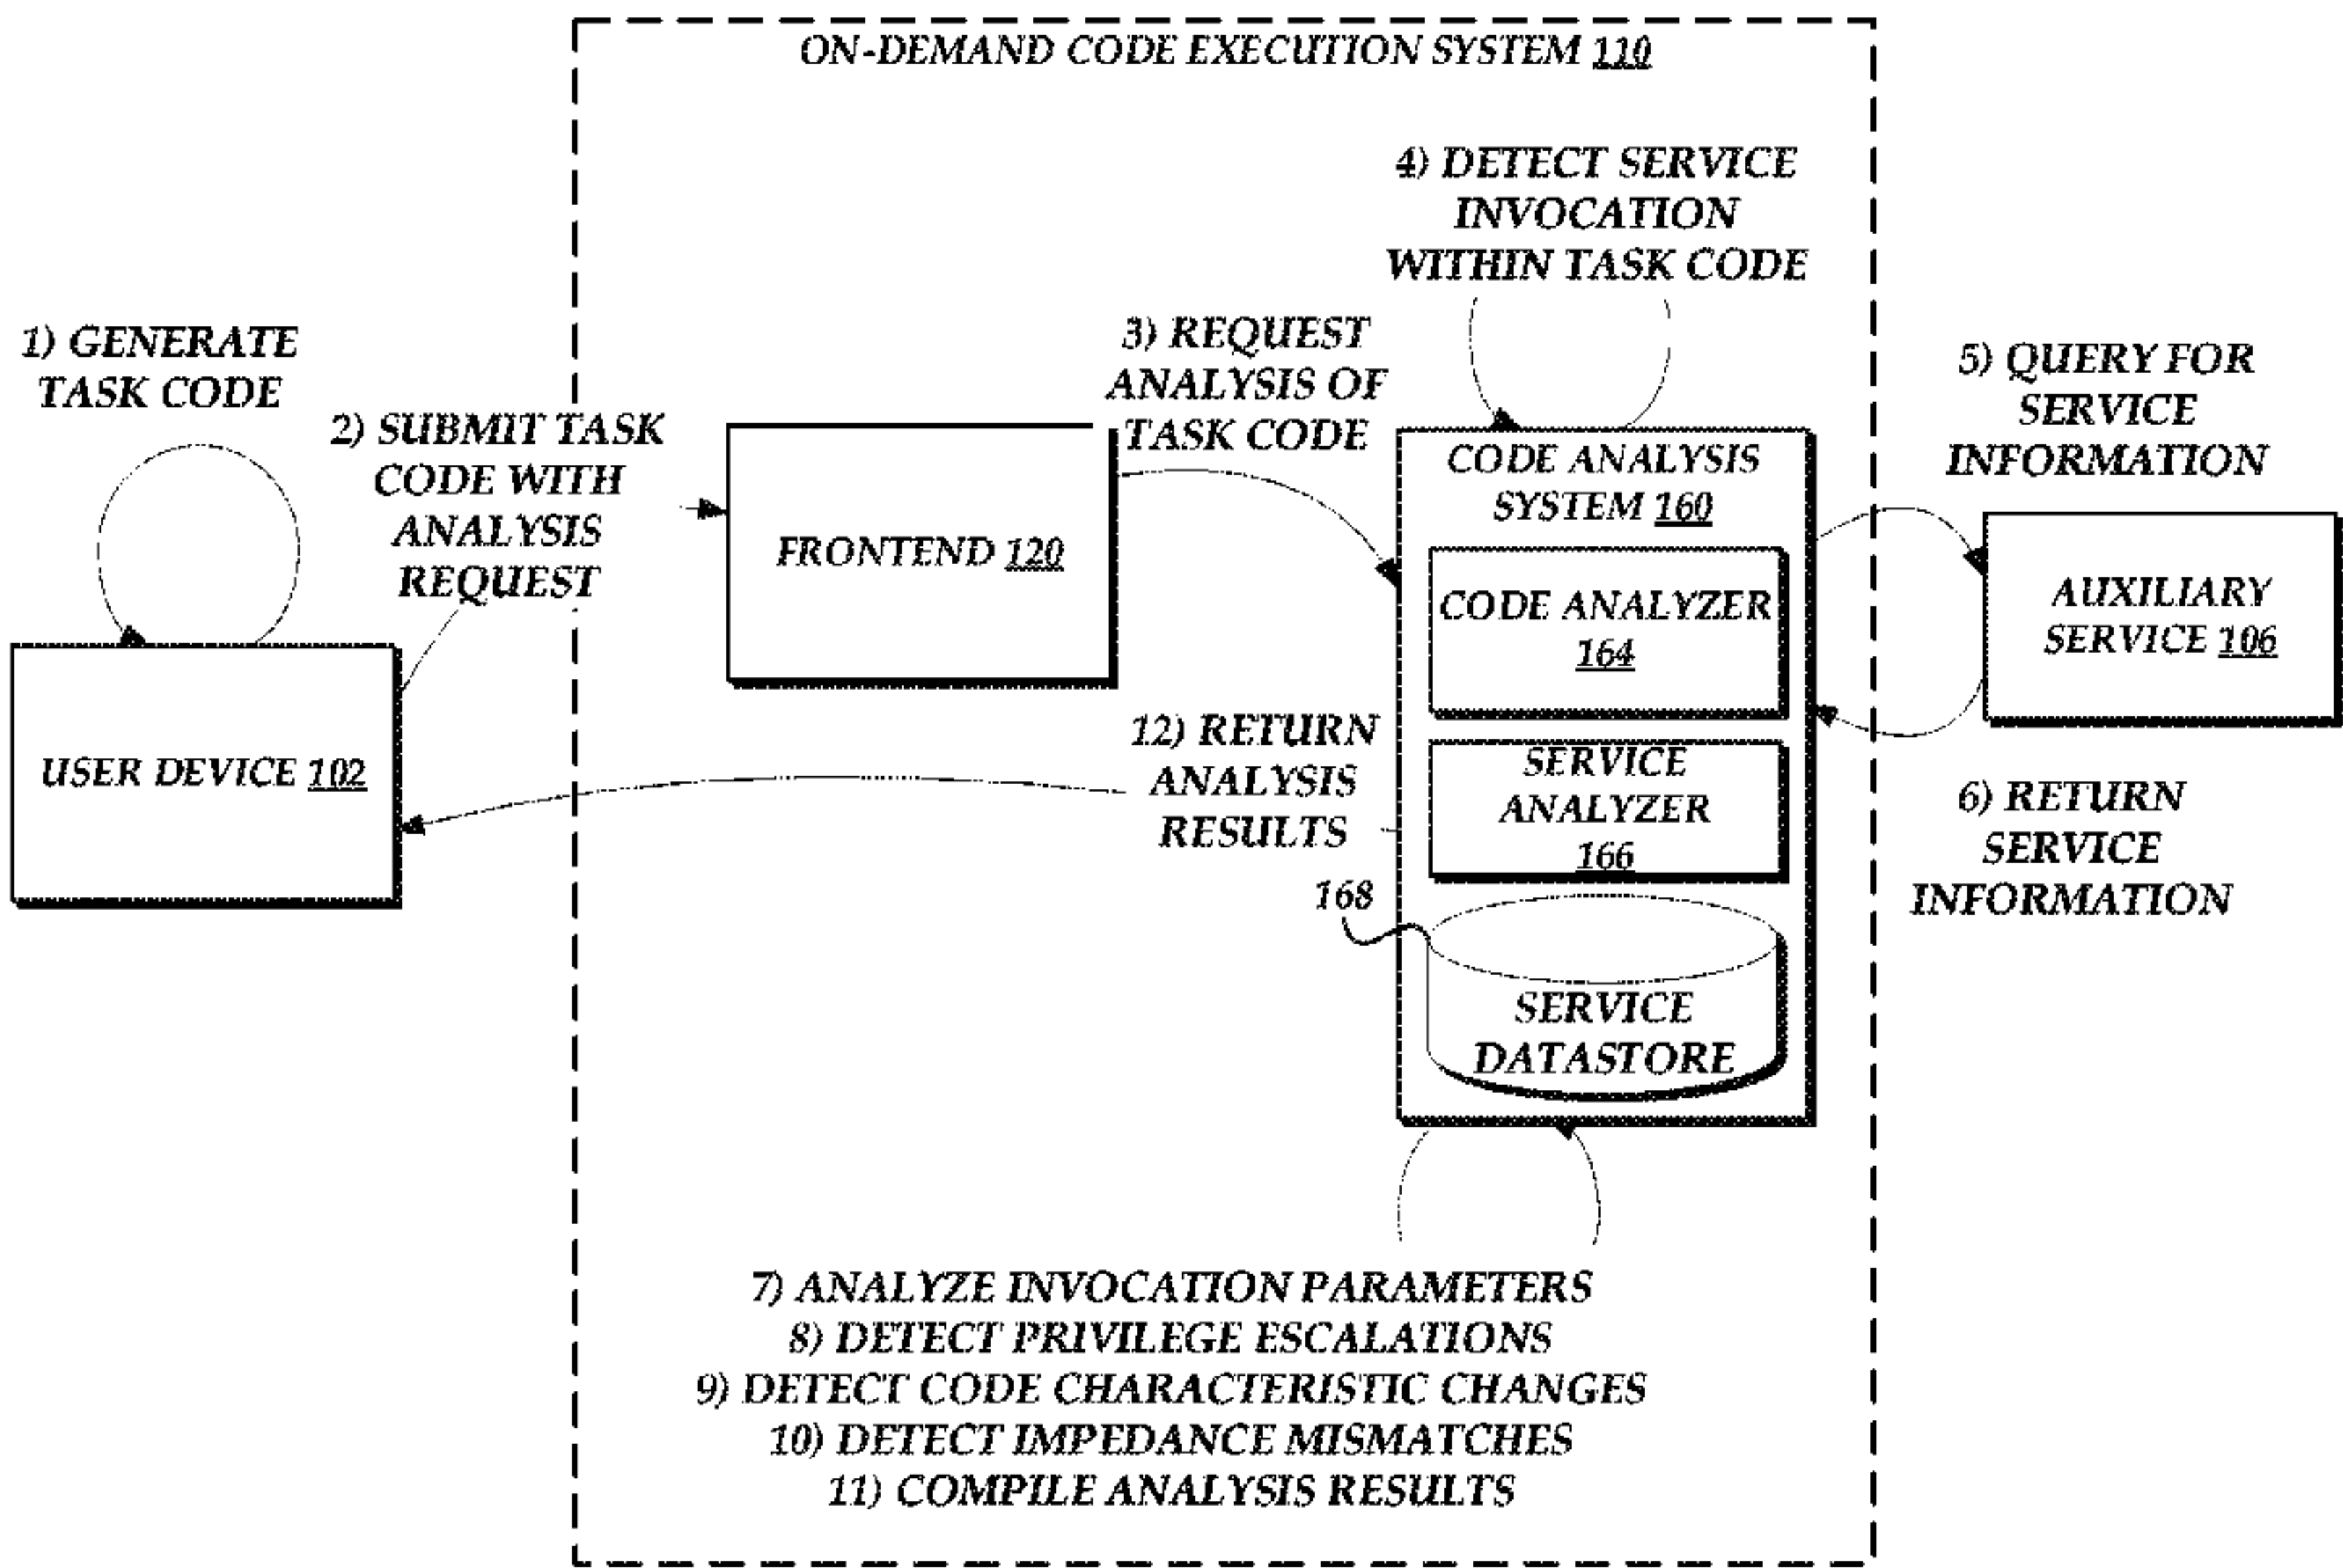 ON-DEMAND CODE EXECUTION SYSTEM 110
1) GENERATE
TASK CODE
2) SUBMIT TASK
CODE WITH
ANALYSIS
REQUEST
3) REQUEST
ANALYSIS OF
TASK CODE
4) DETECT SERVICE
INVOCATION
WITHIN TASK CODE
5) QUERY FOR
SERVICE
INFORMATION
USER DEVICE 102
FRONTEND 120
CODE ANALYSIS
SYSTEM 160
CODE ANALYZER
164
SERVICE
ANALYZER
166
168
SERVICE
DATASTORE
AUXILIARY
SERVICE 106
6) RETURN
SERVICE
INFORMATION
12) RETURN
ANALYSIS
RESULTS
7) ANALYZE INVOCATION PARAMETERS
8) DETECT PRIVILEGE ESCALATIONS
9) DETECT CODE CHARACTERISTIC CHANGES
10) DETECT IMPEDANCE MISMATCHES
11) COMPILE ANALYSIS RESULTS